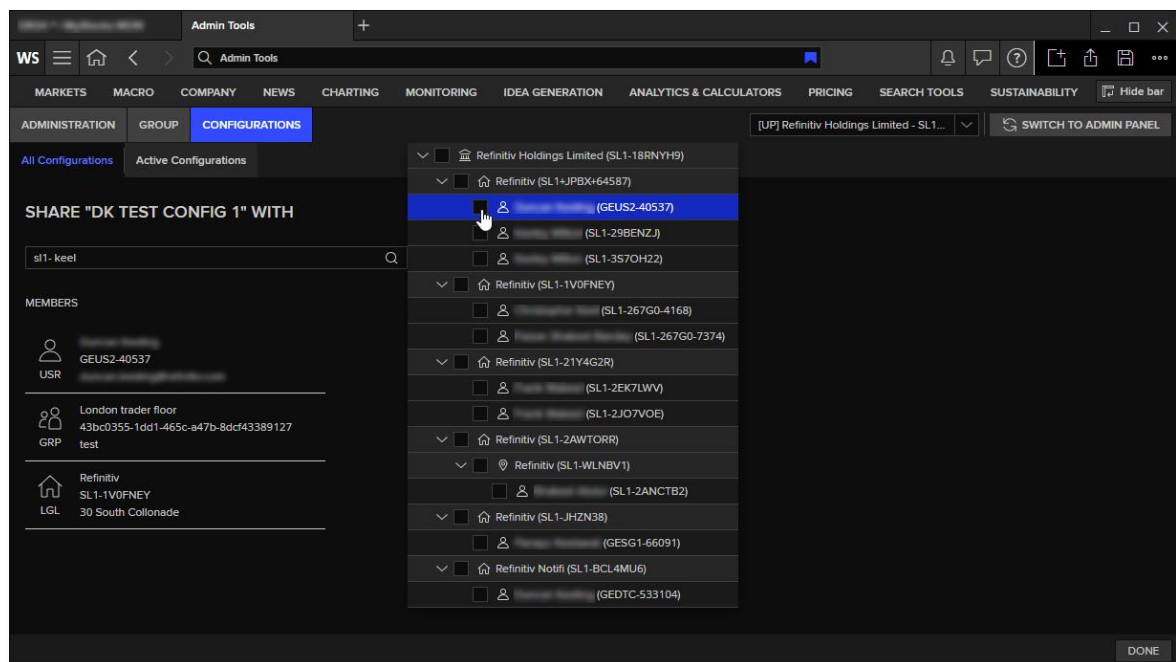 Admin Tools
+
WS
Admin Tools
MARKETS MACRO COMPANY NEWS CHARTING MONITORING IDEA GENERATION ANALYTICS & CALCULATORS PRICING SEARCH TOOLS SUSTAINABILITY Hide bar
ADMINISTRATION GROUP CONFIGURATIONS [UP] Refinitiv Holdings Limited - SL1... SWITCH TO ADMIN PANEL
All Configurations Active Configurations
SHARE "DK TEST CONFIG 1" WITH
sl1- keel
MEMBERS
GEUS2-40537
USR
London trader floor
43bc0355-1dd1-465c-a47b-8dcf43389127
GRP test
Refinitiv
SL1-1V0FNEY
LGL 30 South Collonade
Refinitiv Holdings Limited (SL1-18RNYH9)
Refinitiv (SL1+JPBX+64587)
(GEUS2-40537)
(SL1-29BENZJ)
(SL1-3S7OH22)
Refinitiv (SL1-1V0FNEY)
(SL1-267G0-4168)
(SL1-267G0-7374)
Refinitiv (SL1-21Y4G2R)
(SL1-2EK7LWV)
(SL1-2JO7VOE)
Refinitiv (SL1-2AWTORR)
Refinitiv (SL1-WLNBV1)
(SL1-2ANCTB2)
Refinitiv (SL1-JHZN38)
(GESG1-66091)
Refinitiv Notifi (SL1-BCL4MU6)
(GEDTC-533104)
DONE